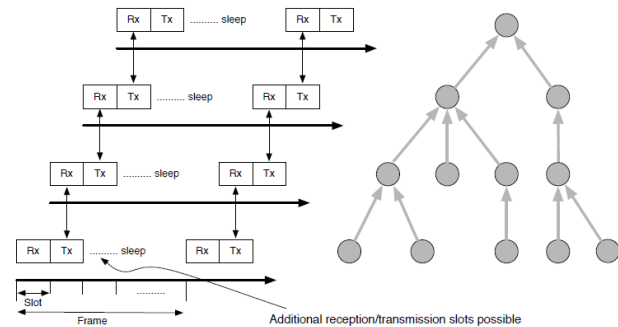 Rx Tx .......... sleep Rx Tx
Rx Tx .......... sleep Rx Tx
Rx Tx .......... sleep Rx Tx
Rx Tx .......... sleep Rx Tx
..........
Slot
Frame
Additional reception/transmission slots possible